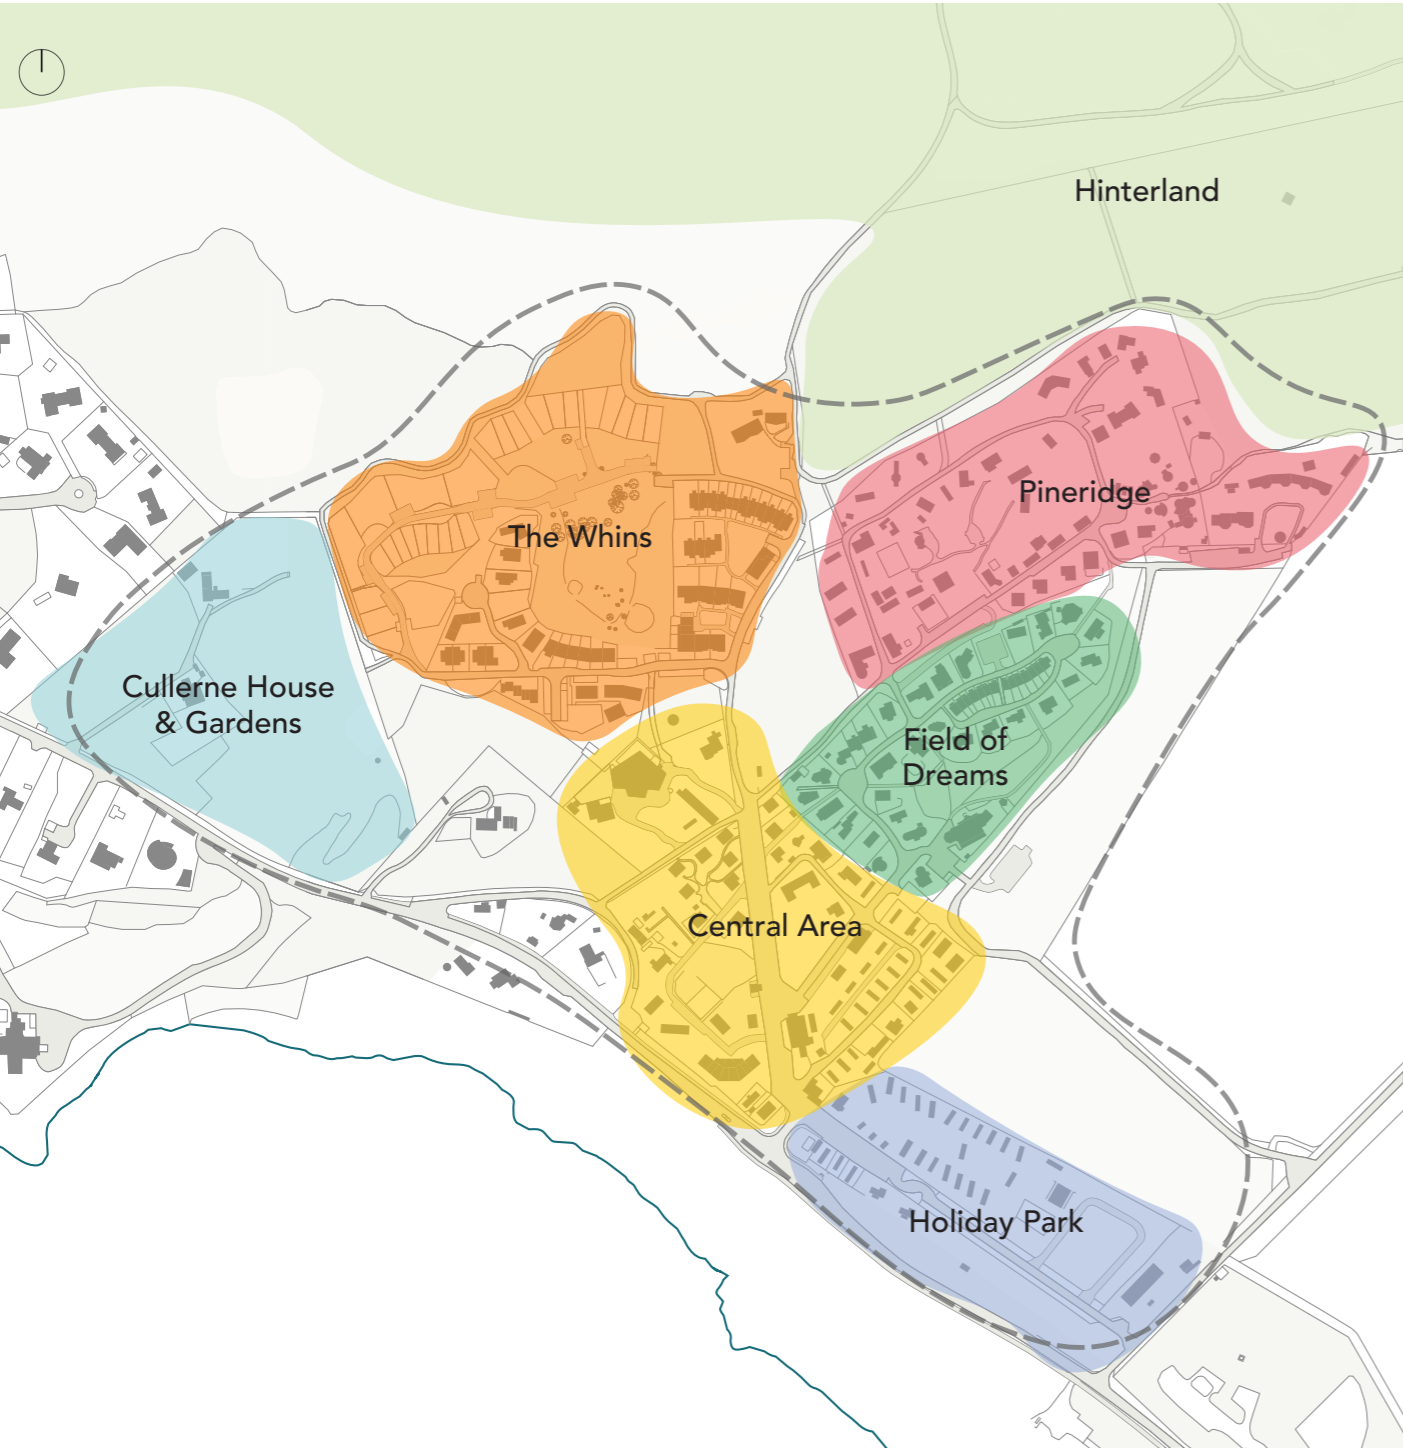 Hinterland
Pineridge
The Whins
Cullerne House
& Gardens
Field of
Dreams
Central Area
Holiday Park